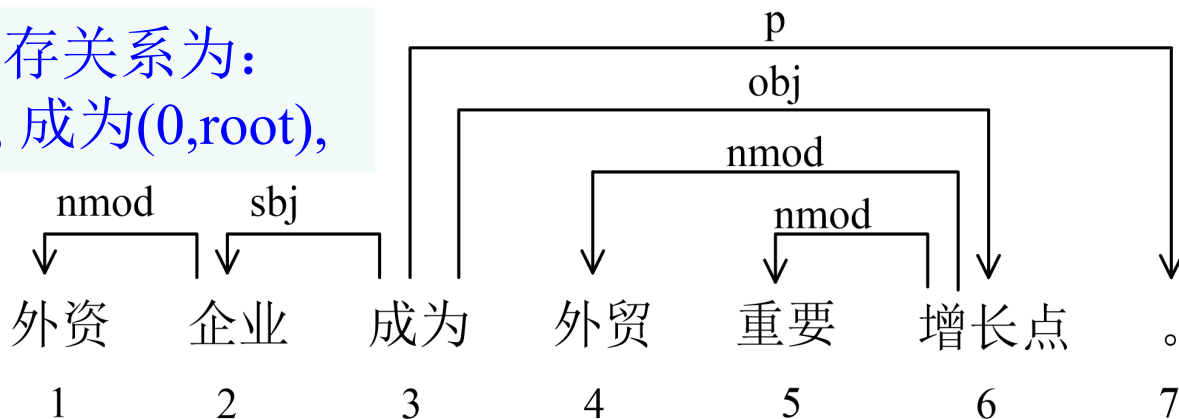 存关系为：
, 成为(0,root),
p
obj
nmod
nmod sbj nmod
外资 企业 成为 外贸 重要 增长点 。
1 2 3 4 5 6 7